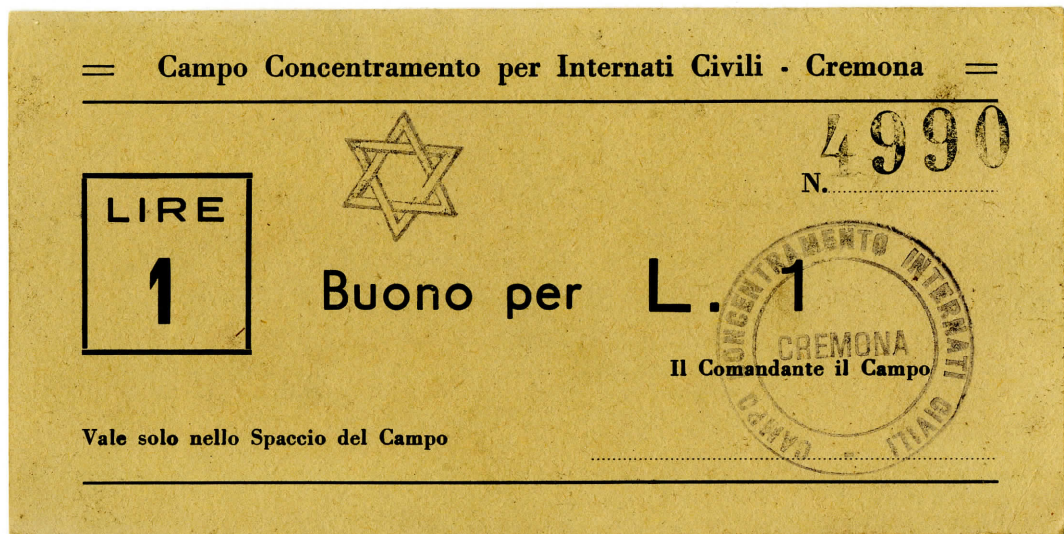 = Campo Concentramento per Internati Civili - Cremona =
4990
N.
LIRE
1
Buono per L. 1
CAMPO CONCENTRAMENTO INTERNATI CIVILI -
CREMONA
Il Comandante il Campo
Vale solo nello Spaccio del Campo